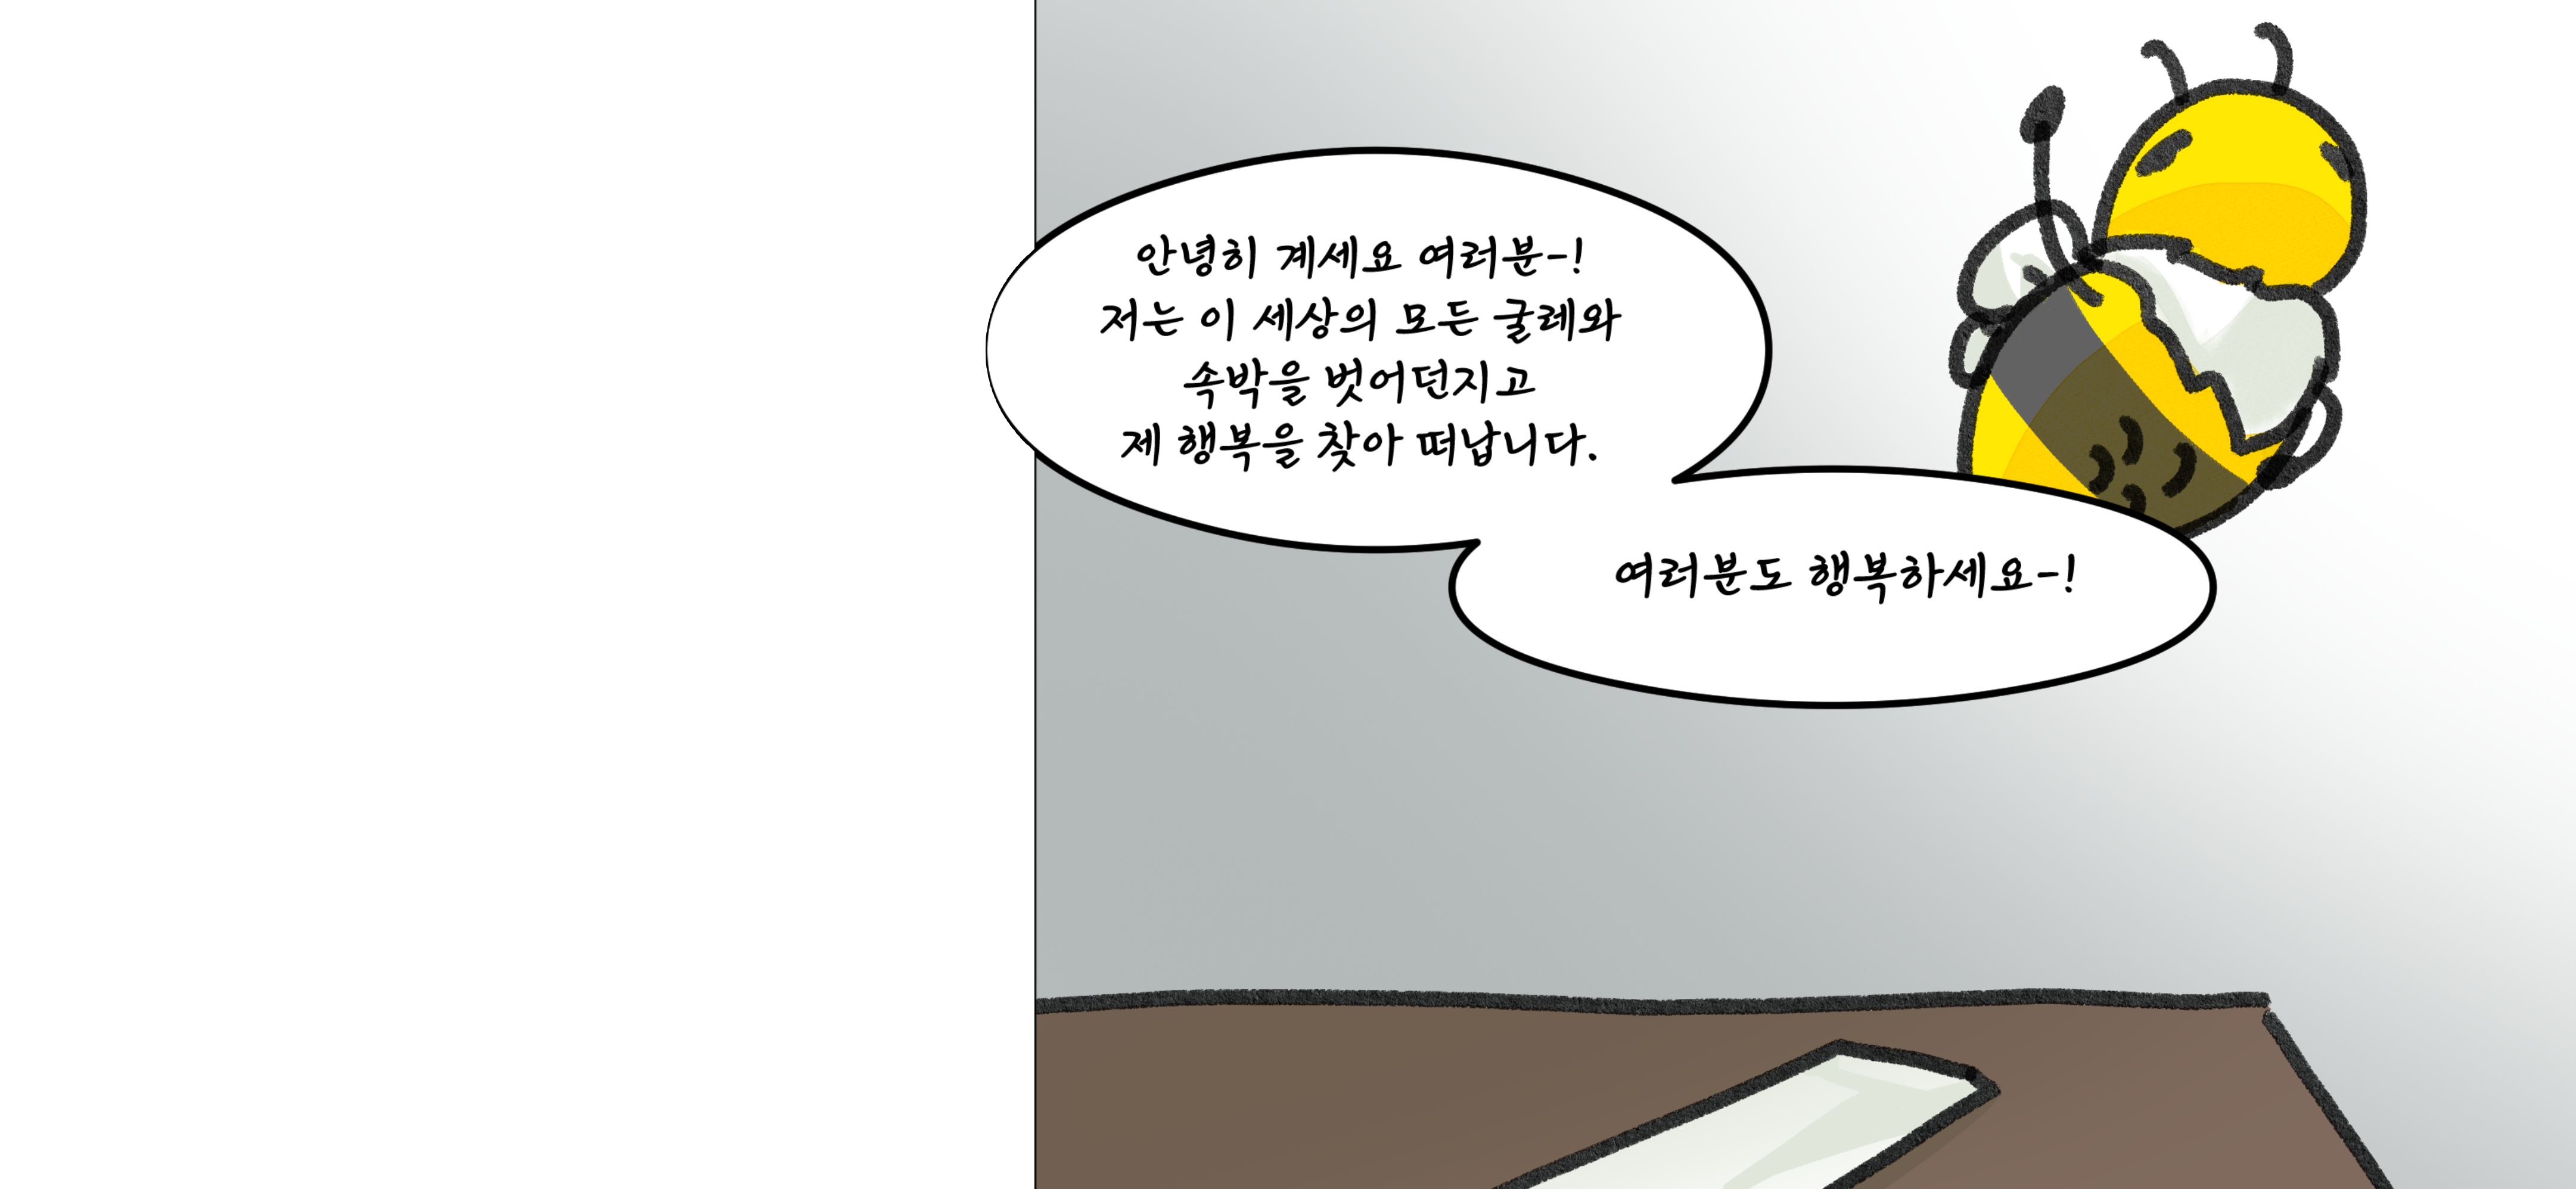 안녕히 계세요 여러분-!
저는 이 세상의 모든 굴레와
속박을 벗어던지고
제 행복을 찾아 떠납니다.
여러분도 행복하세요-!